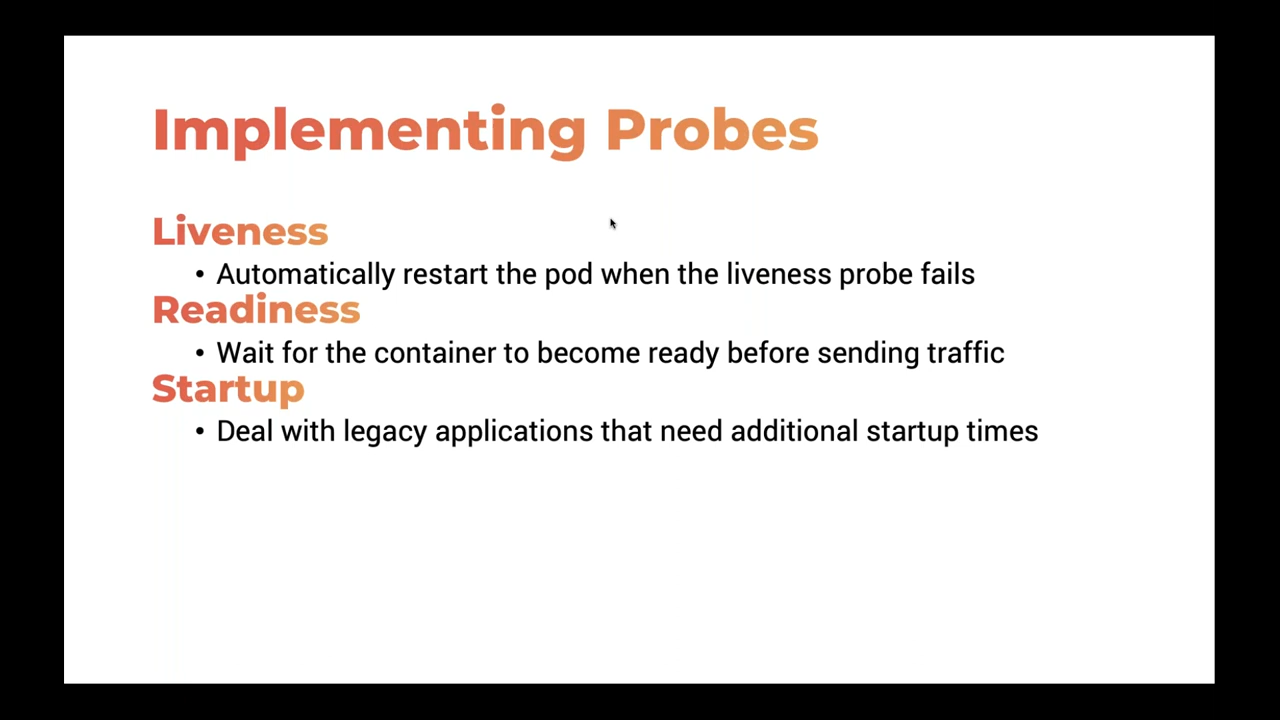 Implementing Probes
Liveness
• Automatically restart the pod when the liveness probe fails
Readiness
• Wait for the container to become ready before sending traffic
Startup
• Deal with legacy applications that need additional startup times